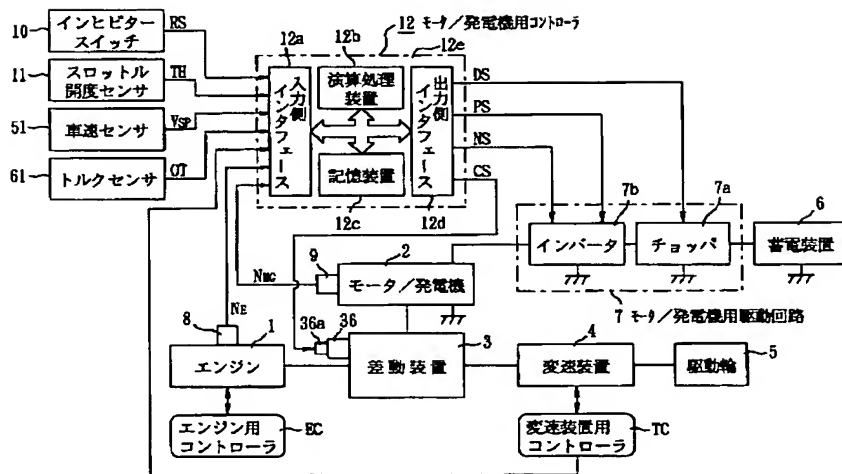 10
インヒビター
スイッチ
RS
11
スロットル
開度センサ
TH
51
車速センサ
VSP
61
トルクセンサ
OT
12 モータ/発電機用コントローラ
12a
12b
12e
入力側
インタフェース
演算処理
装置
記憶装置
12c
出力側
インタフェース
12d
DS
PS
NS
CS
7b
7a
6
インバータ
チョッパ
蓄電装置
7 モータ/発電機用駆動回路
NMG
9
2
モータ/発電機
NE
8
1
エンジン
36a
36
3
差動装置
4
変速装置
5
駆動輪
エンジン用
コントローラ
EC
変速装置用
コントローラ
TC